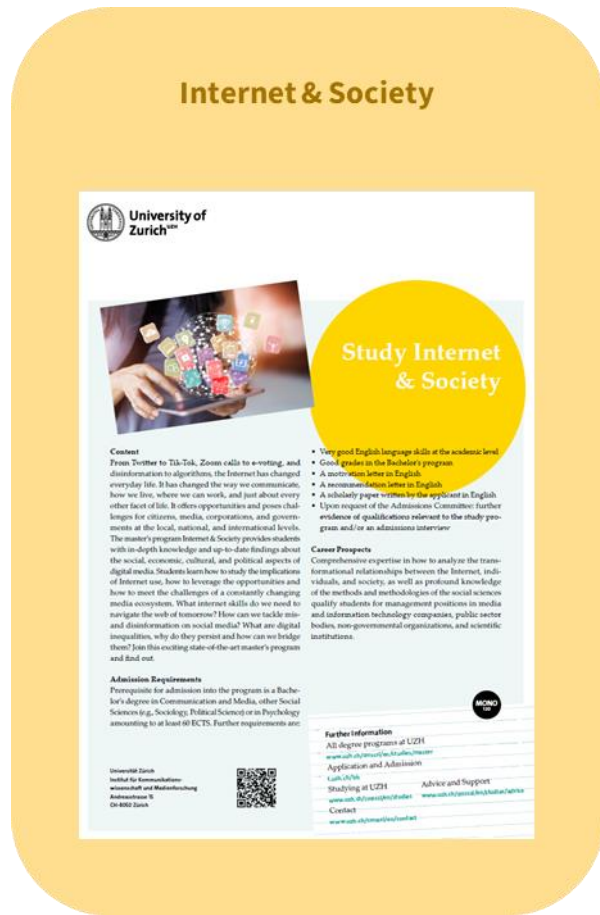 Internet & Society
University of
Zurich UZH
Study Internet
& Society
Content
From Twitter to Tik-Tok, Zoom calls to e-voting, and
disinformation to algorithms, the Internet has changed
everyday life. It has changed the way we communicate,
how we live, where we can work, and just about every
other facet of life. It offers opportunities and poses chal-
lenges for citizens, media, corporations, and govern-
ments at the local, national, and international levels.
The master's program Internet & Society provides students
with in-depth knowledge and up-to-date findings about
the social, economic, cultural, and political aspects of
digital media. Students learn how to study the implications
of Internet use, how to leverage the opportunities and
how to meet the challenges of a constantly changing
media ecosystem. What internet skills do we need to
navigate the web of tomorrow? How can we tackle mis-
and disinformation on social media? What are digital
inequalities, why do they persist and how can we bridge
them? Join this exciting state-of-the-art master's program
and find out.
Admission Requirements
Prerequisite for admission into the program is a Bache-
lor's degree in Communication and Media, other Social
Sciences (e.g., Sociology, Political Science) or in Psychology
amounting to at least 60 ECTS. Further requirements are:
• Very good English language skills at the academic level
• Good grades in the Bachelor's program
• A motivation letter in English
• A recommendation letter in English
• A scholarly paper written by the applicant in English
• Upon request of the Admissions Committee: further
evidence of qualifications relevant to the study pro-
gram and/or an admissions interview
Career Prospects
Comprehensive expertise in how to analyze the trans-
formational relationships between the Internet, indi-
viduals, and society, as well as profound knowledge
of the methods and methodologies of the social sciences
qualify students for management positions in media
and information technology companies, public sector
bodies, non-governmental organizations, and scientific
institutions.
MONO
120
Further Information
All degree programs at UZH
Application and Admission
Studying at UZH
Advice and Support
Contact
Universität Zürich
Institut für Kommunikations-
wissenschaft und Medienforschung
Andreasstrasse 15
CH-8050 Zürich